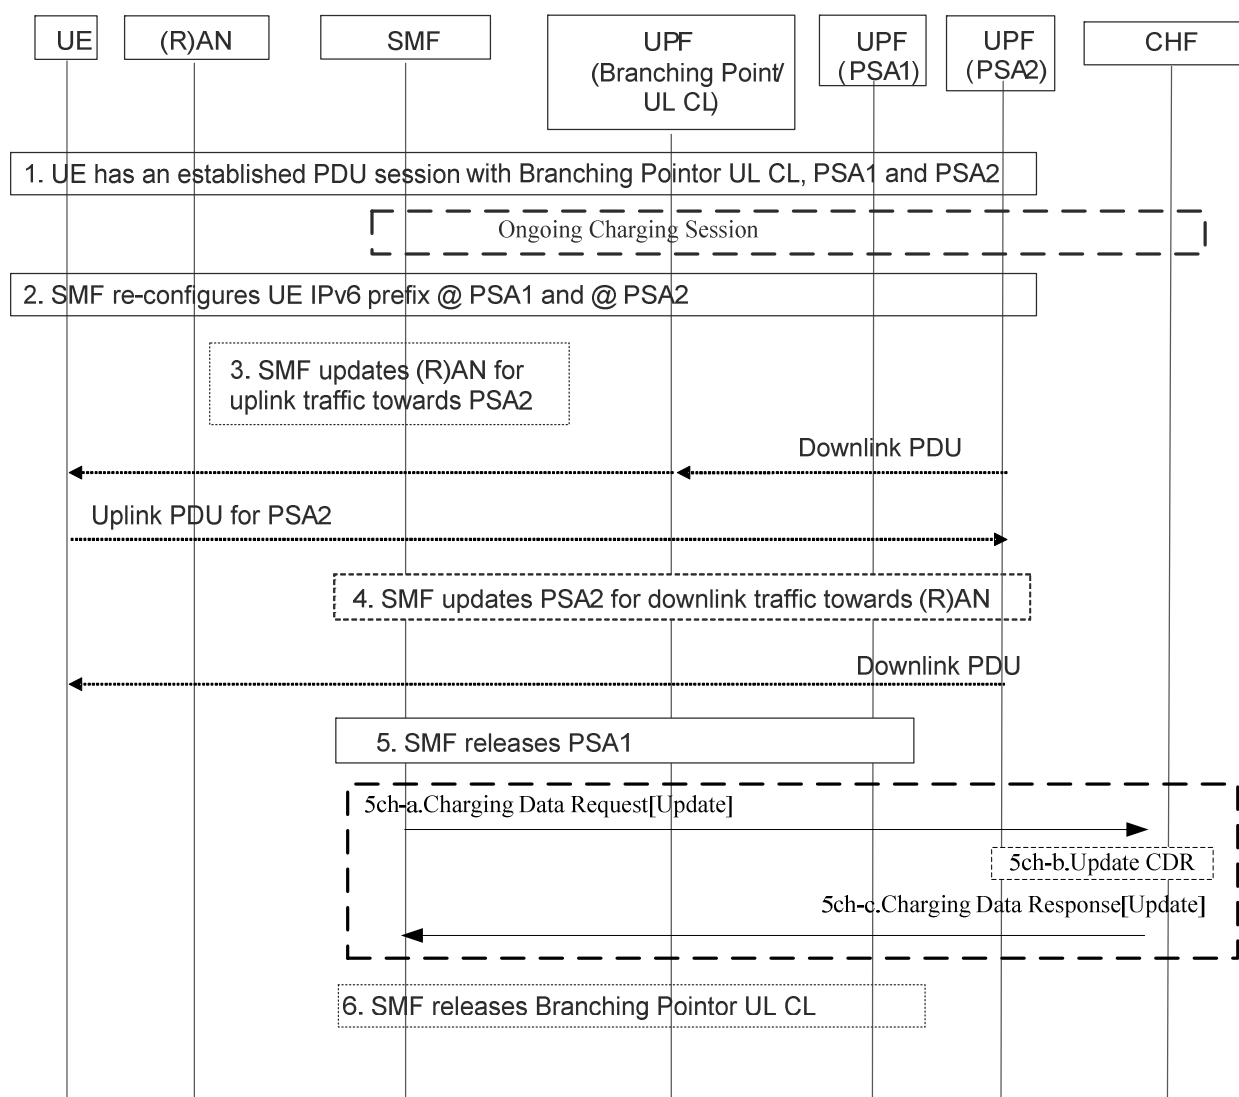 UE
(R)AN
SMF
UPF
(Branching Point/
UL CL)
UPF
(PSA1)
UPF
(PSA2)
CHF
1. UE has an established PDU session with Branching Pointor UL CL, PSA1 and PSA2
Ongoing Charging Session
2. SMF re-configures UE IPv6 prefix @ PSA1 and @ PSA2
3. SMF updates (R)AN for
uplink traffic towards PSA2
Downlink PDU
Uplink PDU for PSA2
4. SMF updates PSA2 for downlink traffic towards (R)AN
Downlink PDU
5. SMF releases PSA1
5ch-a.Charging Data Request[Update]
5ch-b.Update CDR
5ch-c.Charging Data Response[Update]
6. SMF releases Branching Pointor UL CL